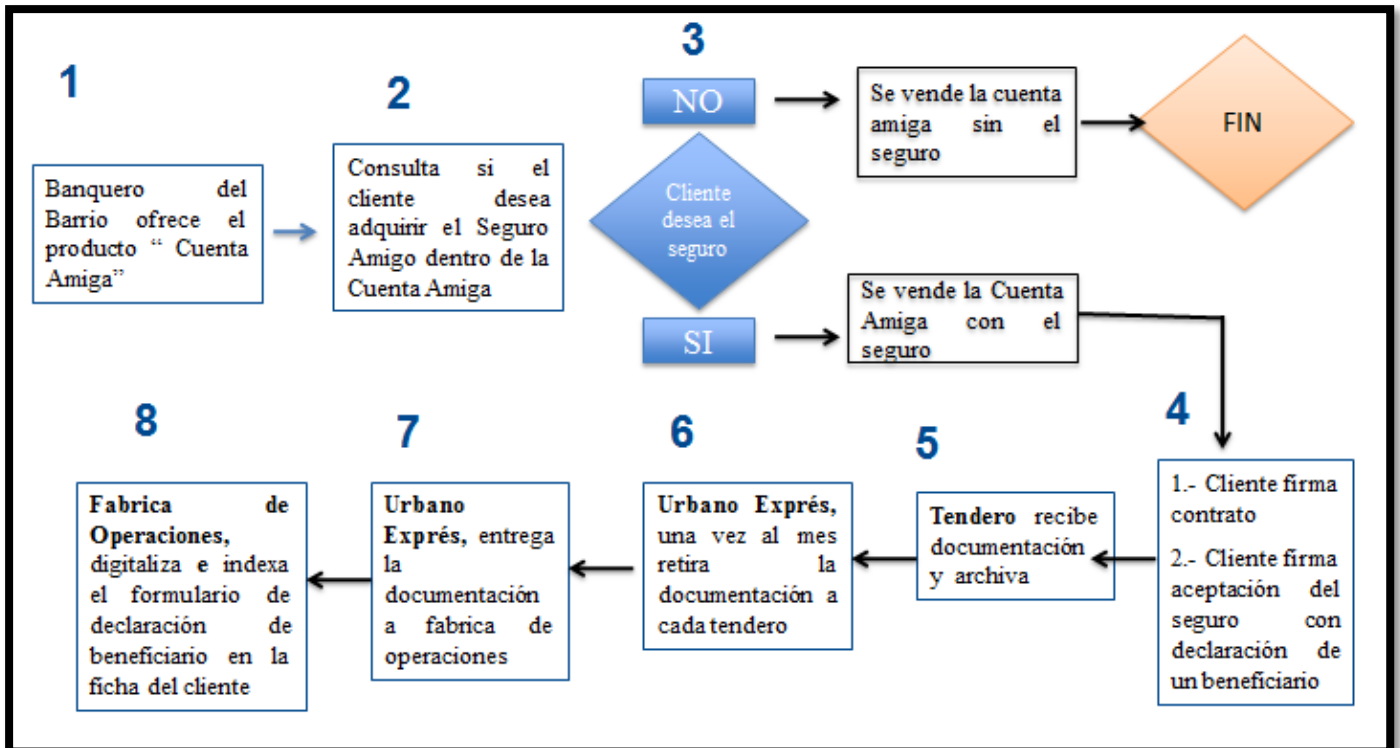 1
Banquero del
Barrio ofrece el
producto “ Cuenta
Amiga”
2
Consulta si el
cliente desea
adquirir el Seguro
Amigo dentro de la
Cuenta Amiga
3
NO
Cliente
desea el
seguro
SI
Se vende la cuenta
amiga sin el
seguro
FIN
Se vende la Cuenta
Amiga con el
seguro
4
1.- Cliente firma
contrato
2.- Cliente firma
aceptación del
seguro con
declaración de
un beneficiario
5
Tendero recibe
documentación
y archiva
6
Urbano Exprés,
una vez al mes
retira la
documentación a
cada tendero
7
Urbano
Exprés, entrega
la
documentación
a fabrica de
operaciones
8
Fabrica de
Operaciones,
digitaliza e indexa
el formulario de
declaración de
beneficiario en la
ficha del cliente